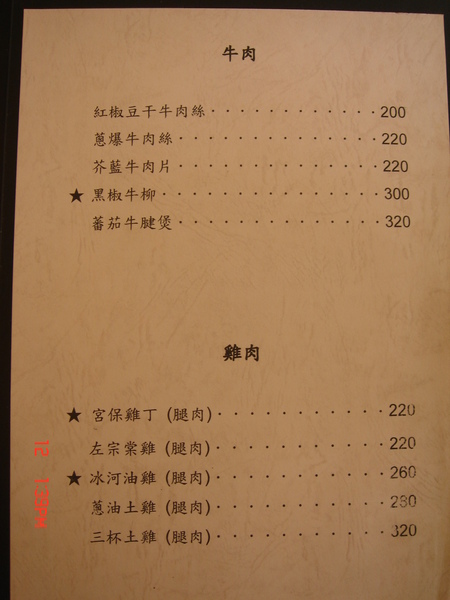 牛肉
紅椒豆干牛肉絲·············200
蔥爆牛肉絲················220
芥藍牛肉片················220
★ 黑椒牛柳·················300
蕃茄牛腱煲················320
雞肉
★ 宮保雞丁 (腿肉)·············220
左宗棠雞 (腿肉)·············220
★ 冰河油雞 (腿肉)·············260
蔥油土雞 (腿肉)·············280
三杯土雞 (腿肉)·············320
12 1:39PM